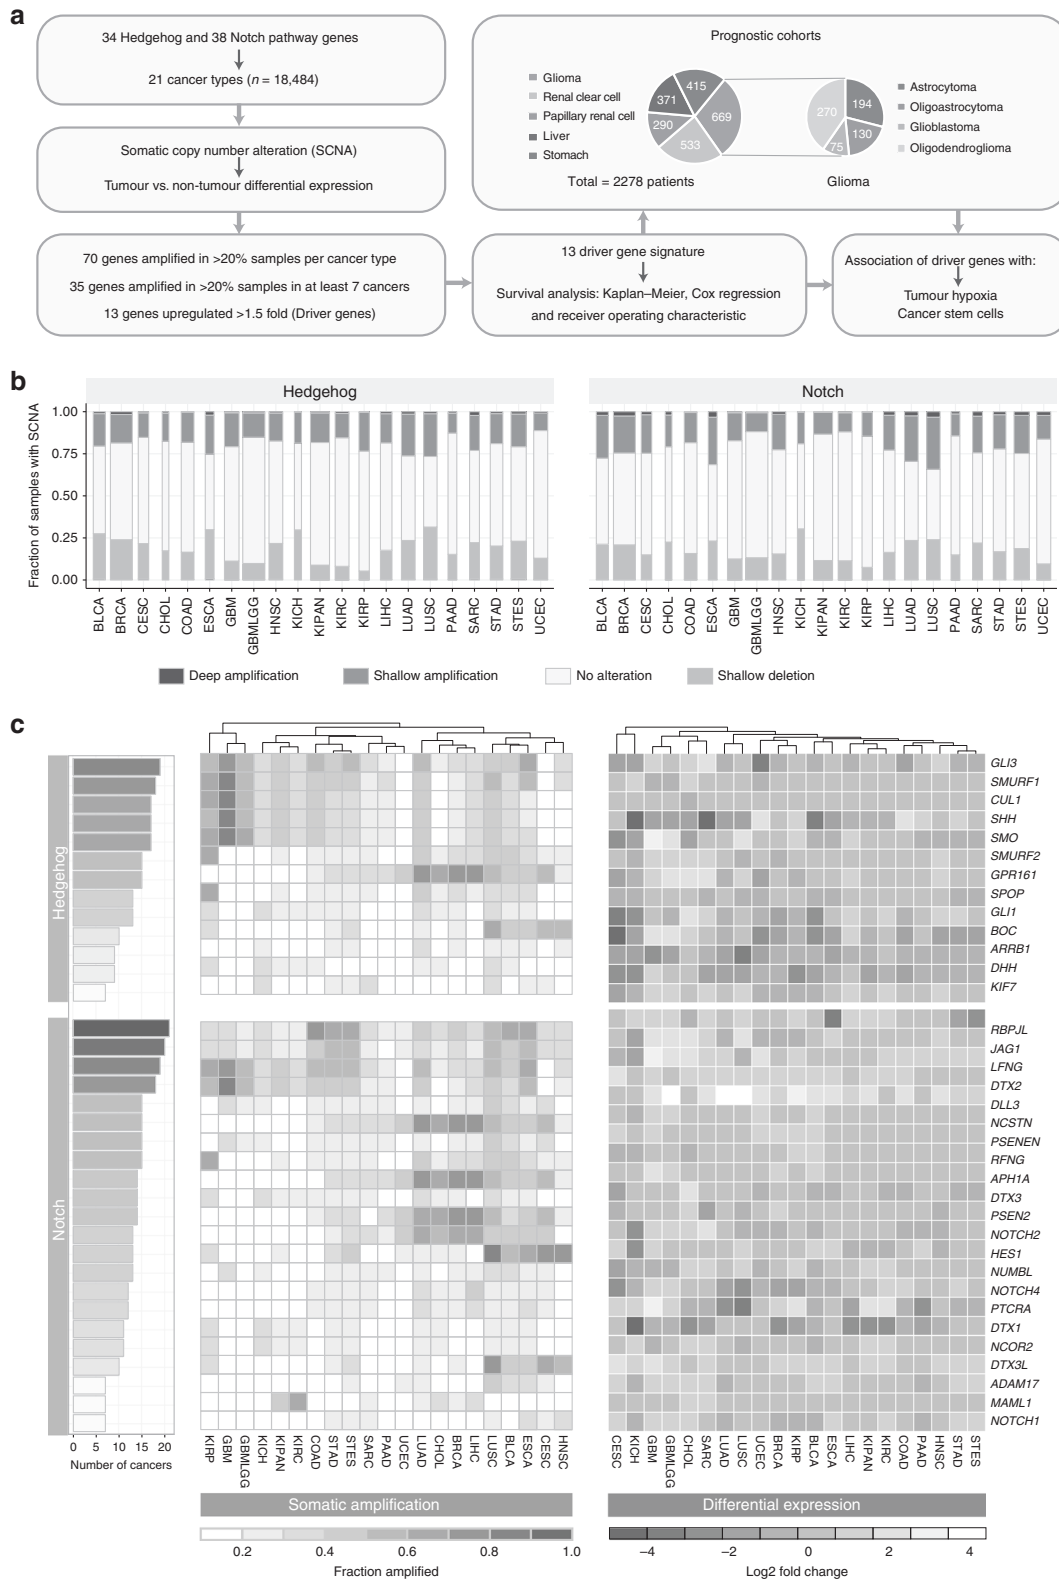 a
34 Hedgehog and 38 Notch pathway genes
21 cancer types (n = 18,484)
Somatic copy number alteration (SCNA)
Tumour vs. non-tumour differential expression
70 genes amplified in >20% samples per cancer type
35 genes amplified in >20% samples in at least 7 cancers
13 genes upregulated >1.5 fold (Driver genes)
Prognostic cohorts
Glioma
Renal clear cell
Papillary renal cell
Liver
Stomach
415
371
669
290
533
Total = 2278 patients
270
194
130
75
Glioma
Astrocytoma
Oligoastrocytoma
Glioblastoma
Oligodendroglioma
13 driver gene signature
Survival analysis: Kaplan–Meier, Cox regression
and receiver operating characteristic
Association of driver genes with:
Tumour hypoxia
Cancer stem cells
b
Hedgehog
Notch
Fraction of samples with SCNA
1.00
0.75
0.50
0.25
0.00
BLCA
BRCA
CESC
CHOL
COAD
ESCA
GBM
GBMLGG
HNSC
KICH
KIPAN
KIRC
KIRP
LIHC
LUAD
LUSC
PAAD
SARC
STAD
STES
UCEC
BLCA
BRCA
CESC
CHOL
COAD
ESCA
GBM
GBMLGG
HNSC
KICH
KIPAN
KIRC
KIRP
LIHC
LUAD
LUSC
PAAD
SARC
STAD
STES
UCEC
Deep amplification
Shallow amplification
No alteration
Shallow deletion
c
Hedgehog
Notch
0 5 10 15 20
Number of cancers
KIRP
GBM
GBMLGG
KICH
KIPAN
KIRC
COAD
STAD
STES
SARC
PAAD
UCEC
LUAD
CHOL
BRCA
LIHC
LUSC
BLCA
ESCA
CESC
HNSC
Somatic amplification
0.2 0.4 0.6 0.8 1.0
Fraction amplified
GLI3
SMURF1
CUL1
SHH
SMO
SMURF2
GPR161
SPOP
GLI1
BOC
ARRB1
DHH
KIF7
RBPJL
JAG1
LFNG
DTX2
DLL3
NCSTN
PSENEN
RFNG
APH1A
DTX3
PSEN2
NOTCH2
HES1
NUMBL
NOTCH4
PTCRA
DTX1
NCOR2
DTX3L
ADAM17
MAML1
NOTCH1
CESC
KICH
GBM
GBMLGG
CHOL
SARC
LUAD
LUSC
UCEC
BRCA
KIRP
BLCA
ESCA
LIHC
KIPAN
KIRC
COAD
PAAD
HNSC
STAD
STES
Differential expression
−4 −2 0 2 4
Log2 fold change